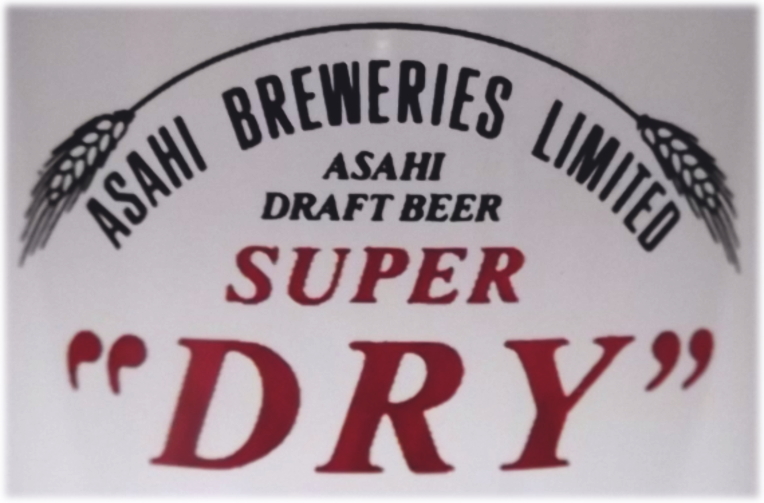 ASAHI BREWERIES LIMITED
ASAHI
DRAFT BEER
SUPER
“DRY”